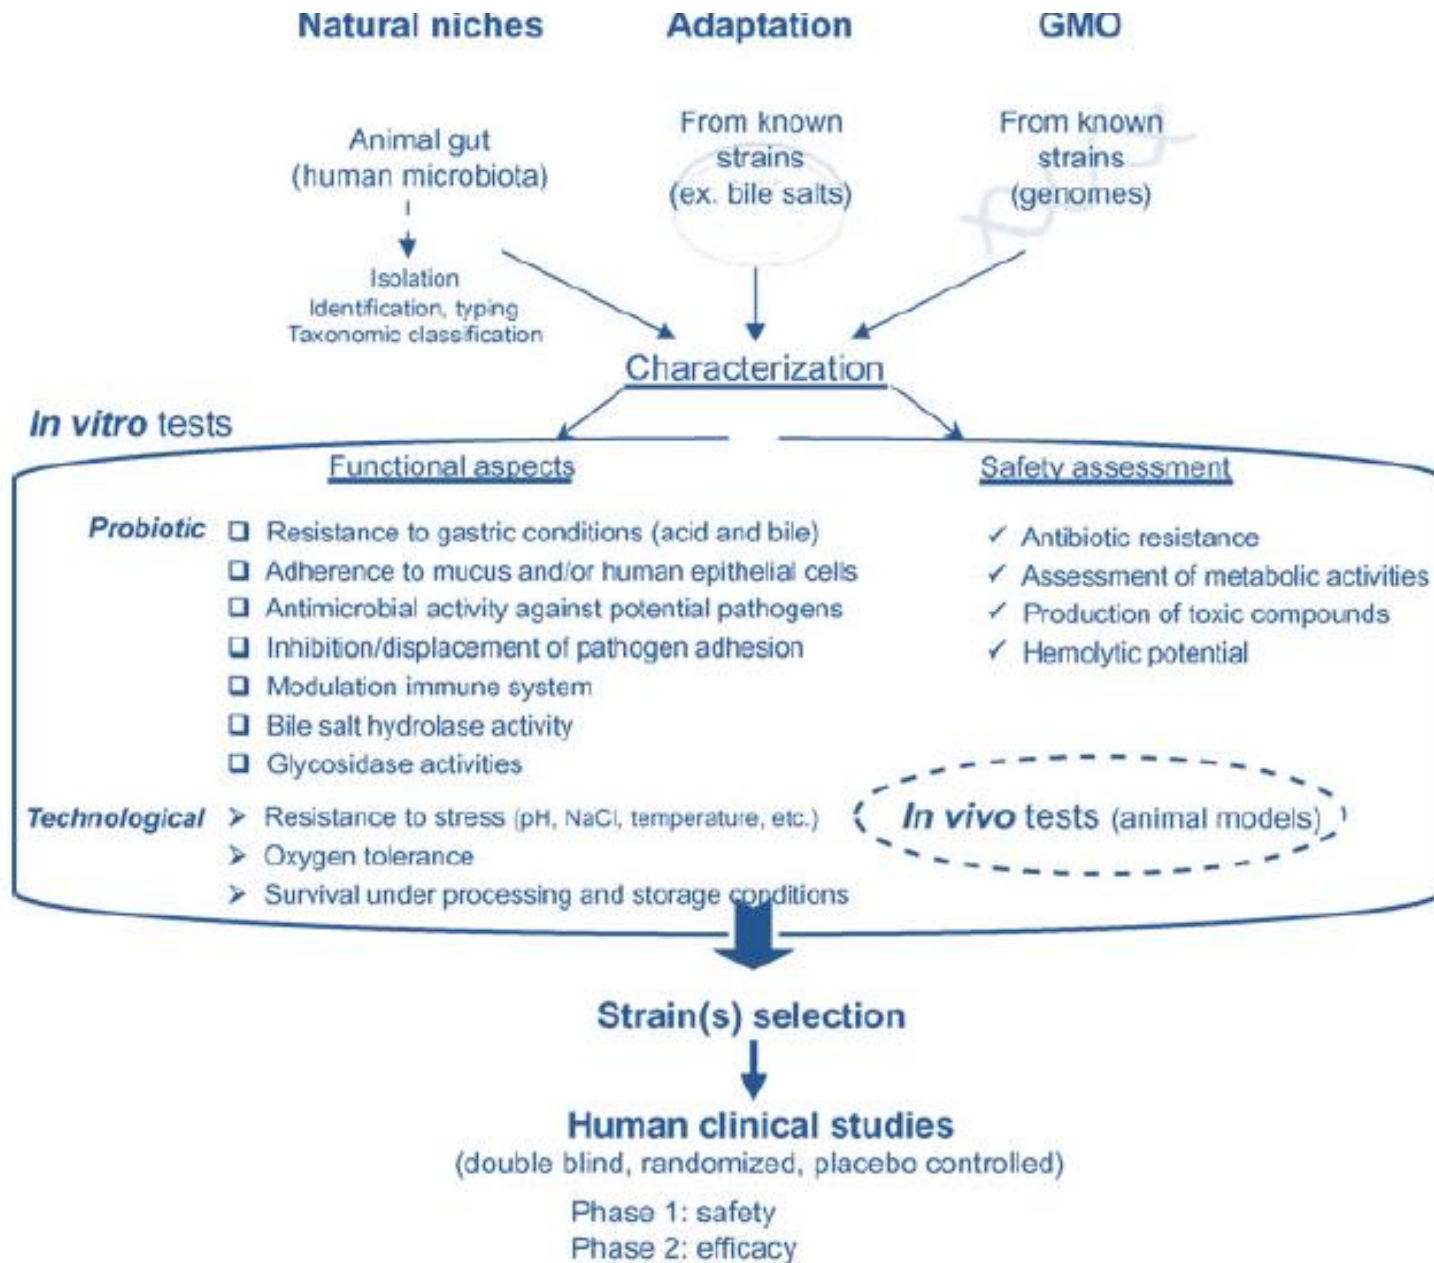 Natural niches
Adaptation
GMO
Animal gut
(human microbiota)
Isolation
Identification, typing
Taxonomic classification
From known
strains
(ex. bile salts)
From known
strains
(genomes)
Characterization
In vitro tests
Functional aspects
Probiotic
Resistance to gastric conditions (acid and bile)
Adherence to mucus and/or human epithelial cells
Antimicrobial activity against potential pathogens
Inhibition/displacement of pathogen adhesion
Modulation immune system
Bile salt hydrolase activity
Glycosidase activities
Technological
Resistance to stress (pH, NaCl, temperature, etc.)
Oxygen tolerance
Survival under processing and storage conditions
Safety assessment
Antibiotic resistance
Assessment of metabolic activities
Production of toxic compounds
Hemolytic potential
In vivo tests (animal models)
Strain(s) selection
Human clinical studies
(double blind, randomized, placebo controlled)
Phase 1: safety
Phase 2: efficacy